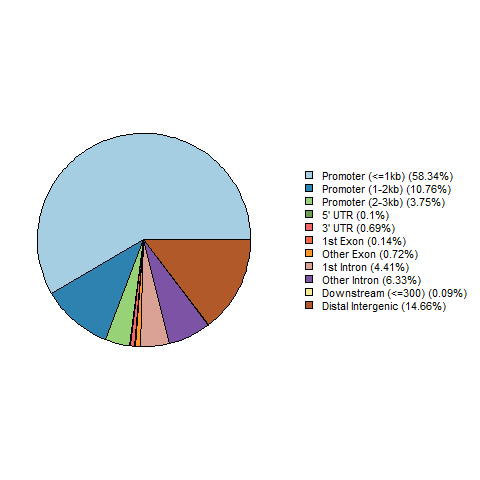 Promoter (<=1kb) (58.34%)
Promoter (1-2kb) (10.76%)
Promoter (2-3kb) (3.75%)
5' UTR (0.1%)
3' UTR (0.69%)
1st Exon (0.14%)
Other Exon (0.72%)
1st Intron (4.41%)
Other Intron (6.33%)
Downstream (<=300) (0.09%)
Distal Intergenic (14.66%)